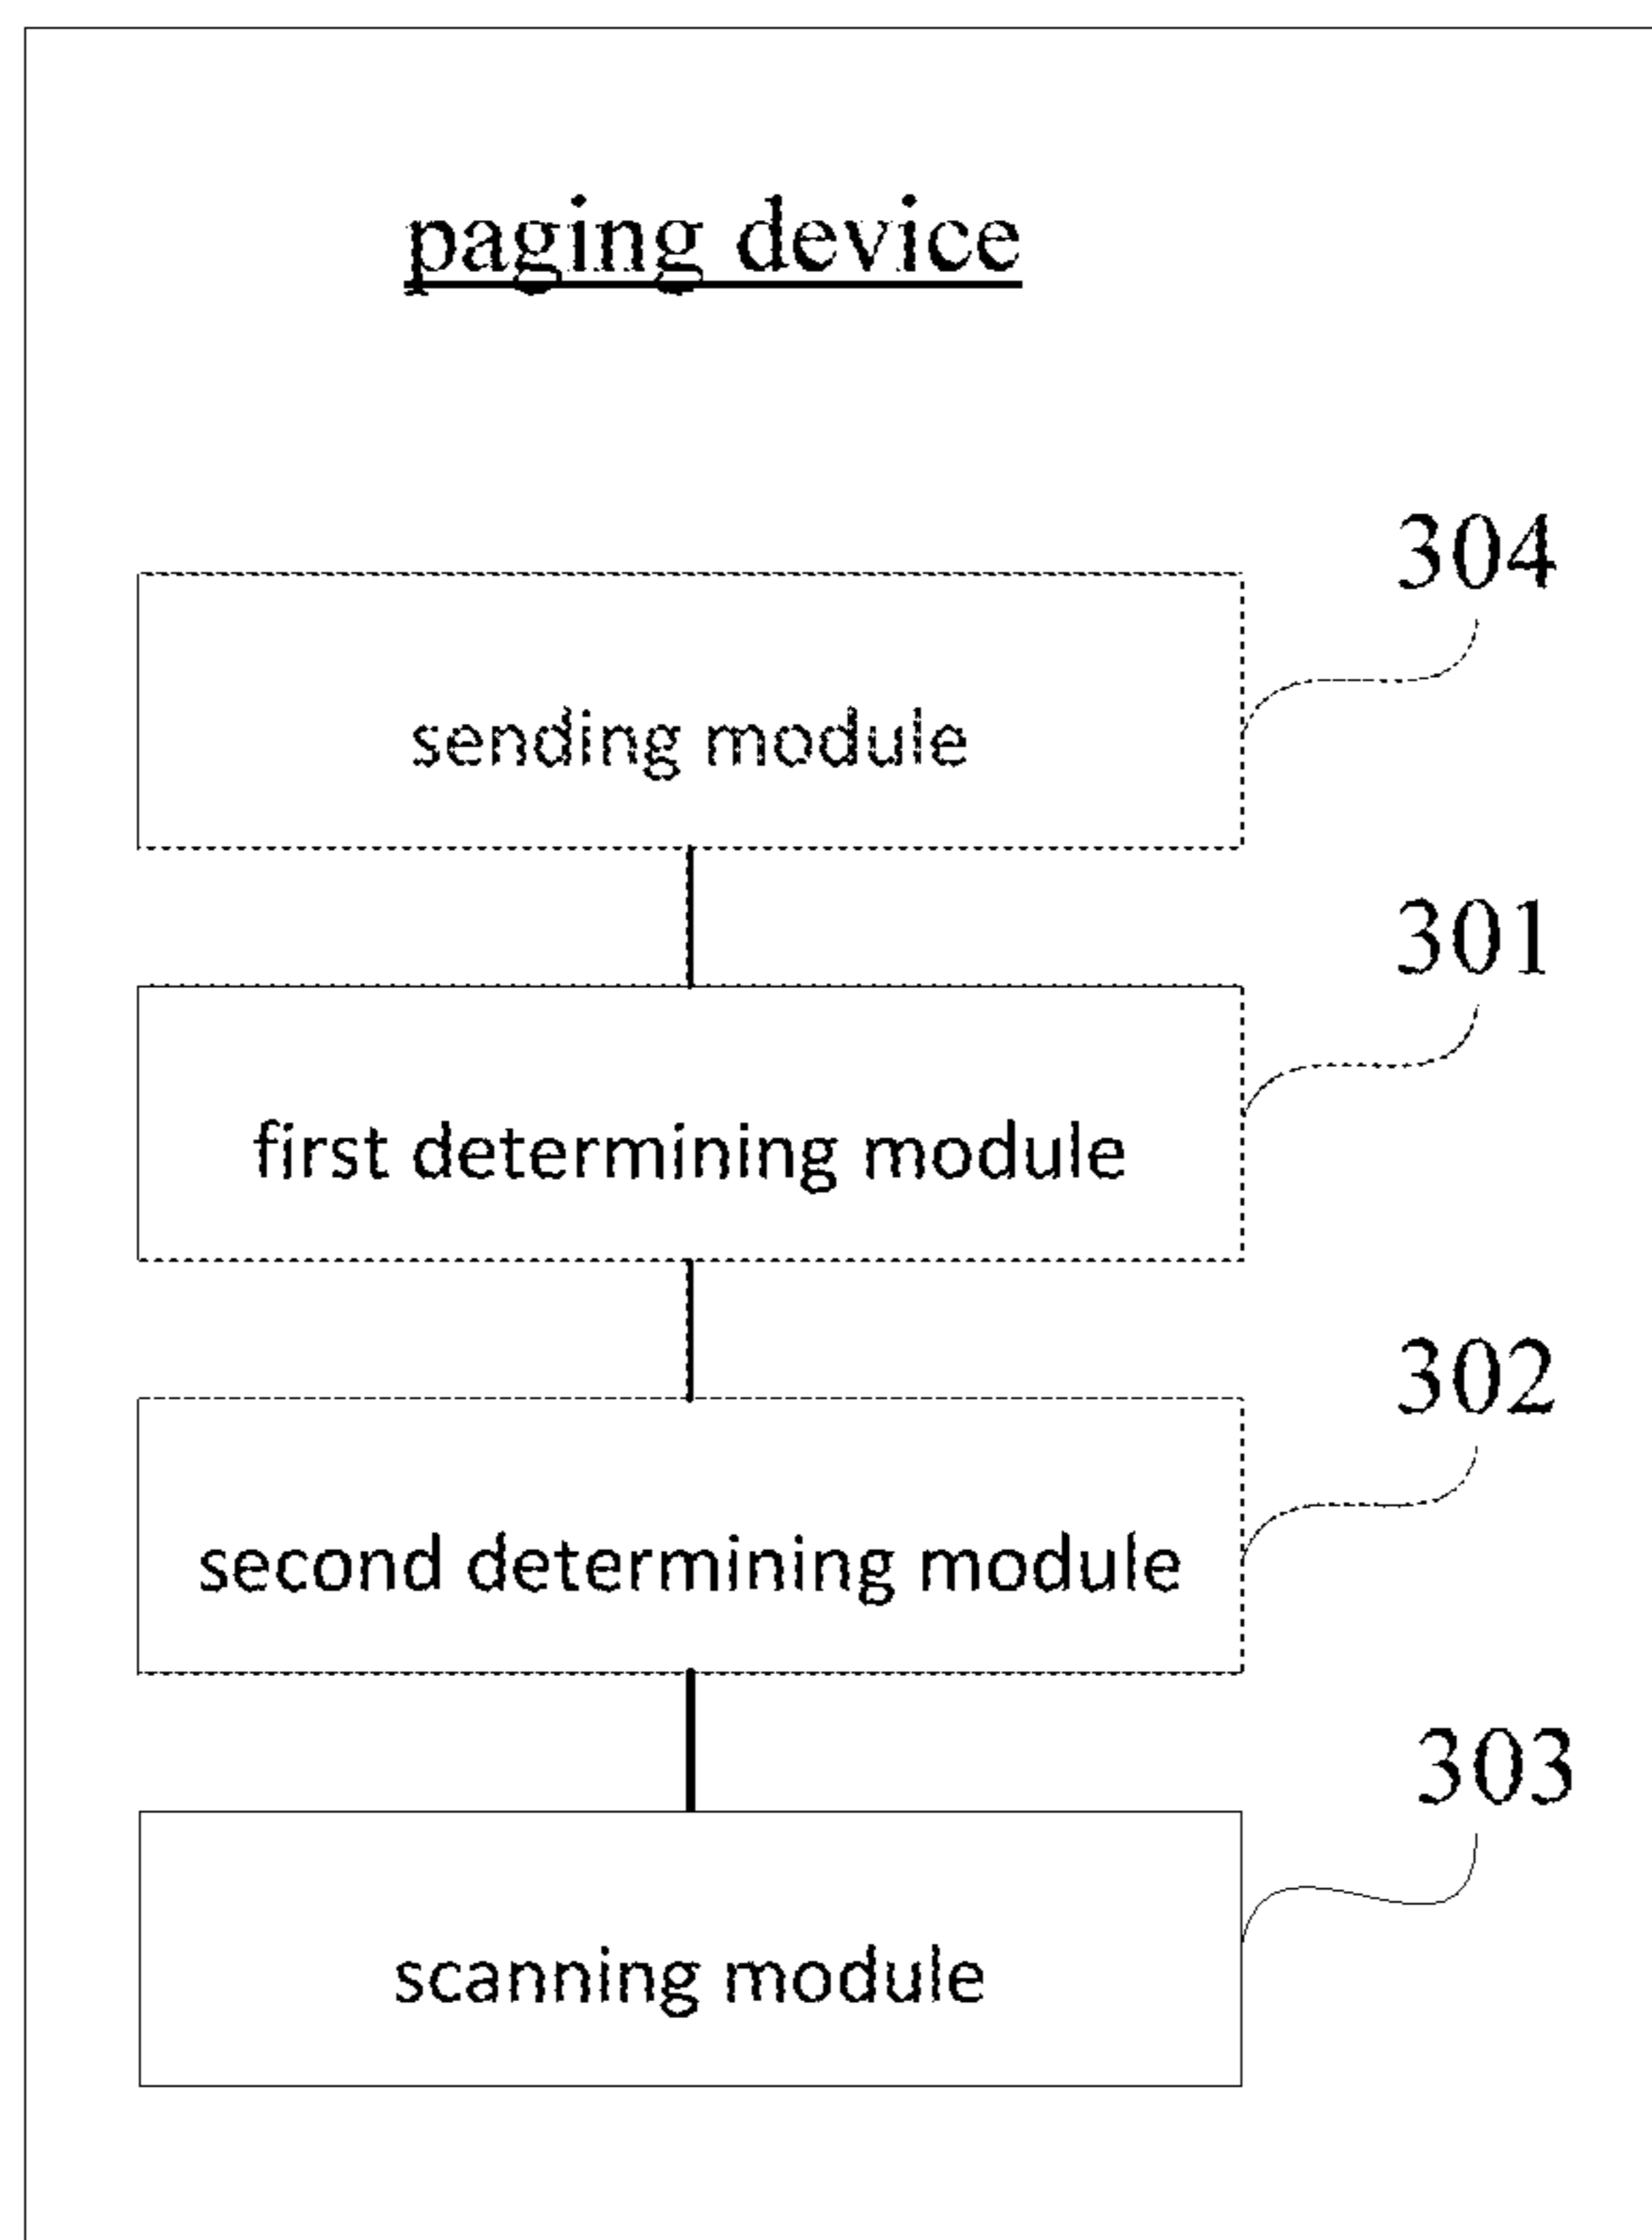 paging device
304
sending module
301
first determining module
302
second determining module
303
scanning module